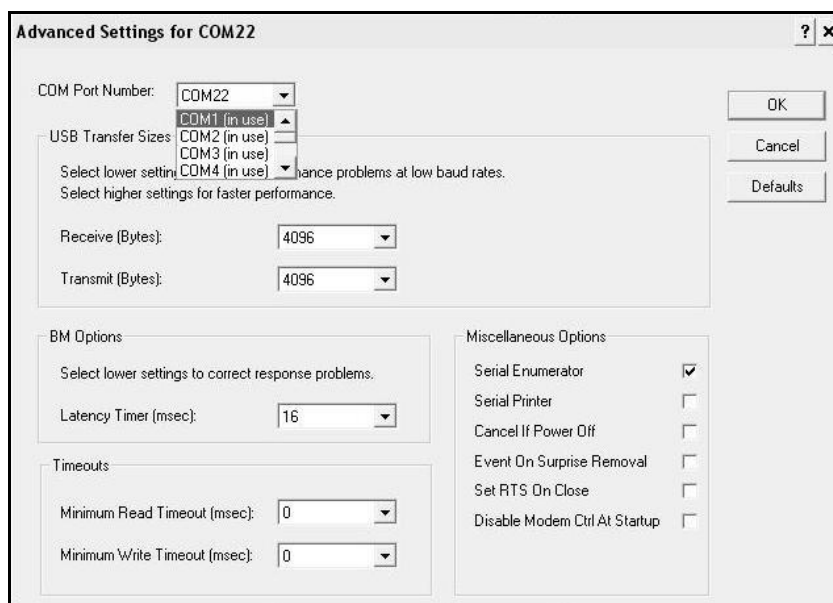 Advanced Settings for COM22
? X
COM Port Number: COM22
COM1 (in use)
COM2 (in use)
COM3 (in use)
COM4 (in use)
OK
Cancel
Defaults
USB Transfer Sizes
Select lower settin mance problems at low baud rates.
Select higher settings for faster performance.
Receive (Bytes): 4096
Transmit (Bytes): 4096
BM Options
Select lower settings to correct response problems.
Latency Timer (msec): 16
Timeouts
Minimum Read Timeout (msec): 0
Minimum Write Timeout (msec): 0
Miscellaneous Options
Serial Enumerator
Serial Printer
Cancel If Power Off
Event On Surprise Removal
Set RTS On Close
Disable Modem Ctrl At Startup